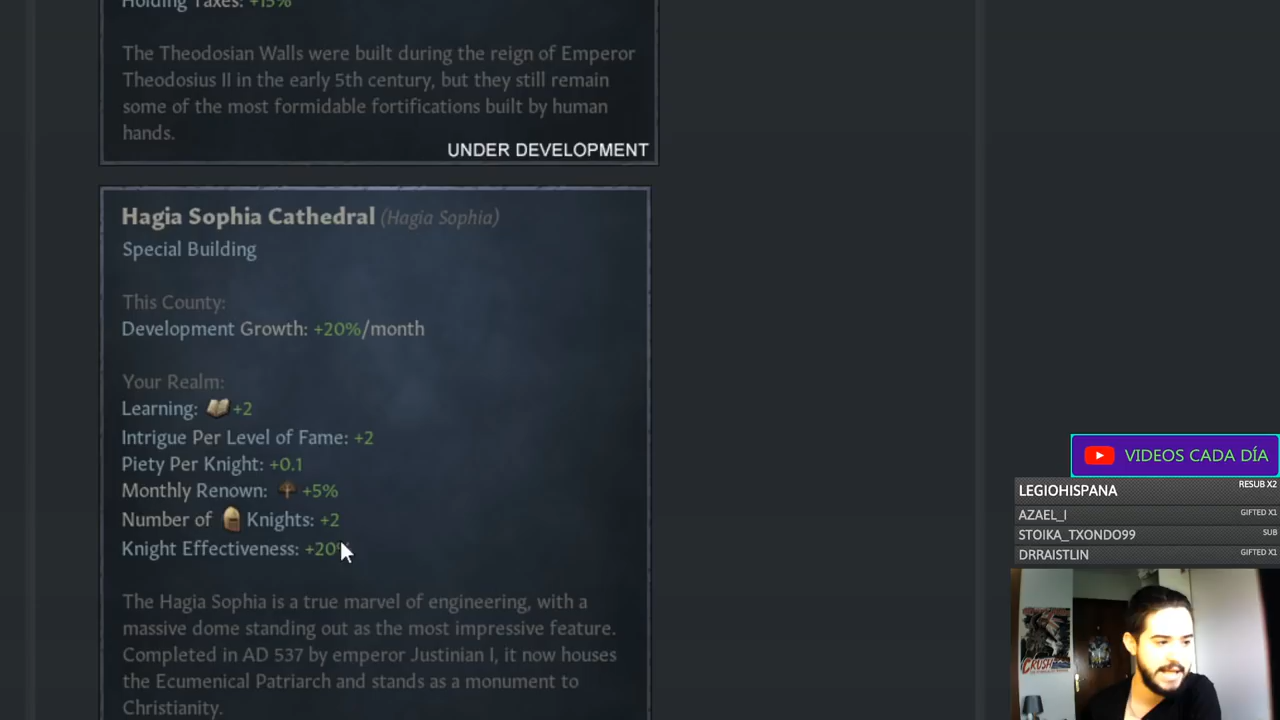 Holding Taxes: +15%
The Theodosian Walls were built during the reign of Emperor
Theodosius II in the early 5th century, but they still remain
some of the most formidable fortifications built by human
hands.
UNDER DEVELOPMENT
Hagia Sophia Cathedral (Hagia Sophia)
Special Building
This County:
Development Growth: +20%/month
Your Realm:
Learning: +2
Intrigue Per Level of Fame: +2
Piety Per Knight: +0.1
Monthly Renown: +5%
Number of Knights: +2
Knight Effectiveness: +20%
The Hagia Sophia is a true marvel of engineering, with a
massive dome standing out as the most impressive feature.
Completed in AD 537 by emperor Justinian I, it now houses
the Ecumenical Patriarch and stands as a monument to
Christianity.
VIDEOS CADA DÍA
LEGIOHISPANA RESUB X2
AZAEL_I GIFTED X1
STOIKA_TXONDO99 SUB
DRRAISTLIN GIFTED X1
CRUSH